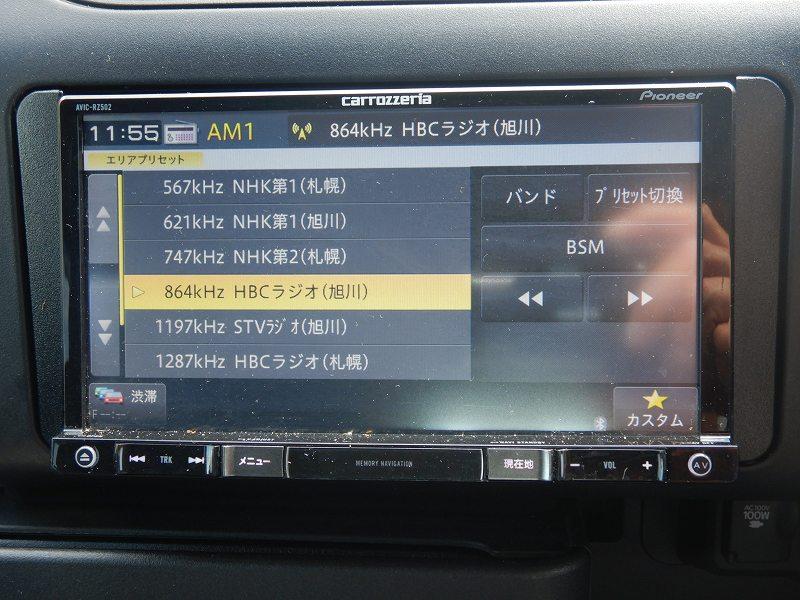 carrozzeria
Pioneer
AVIC-RZ502
11:55 AM1 864kHz HBCラジオ(旭川)
エリアプリセット
567kHz NHK第1(札幌)
621kHz NHK第1(旭川)
747kHz NHK第2(札幌)
864kHz HBCラジオ(旭川)
1197kHz STVﾗｼﾞｵ(旭川)
1287kHz HBCラジオ(札幌)
バンド
ﾌﾟﾘｾｯﾄ切換
BSM
渋滞
カスタム
TRK
メニュー
MEMORY NAVIGATION
現在地
VOL
AV
AC100V
100W